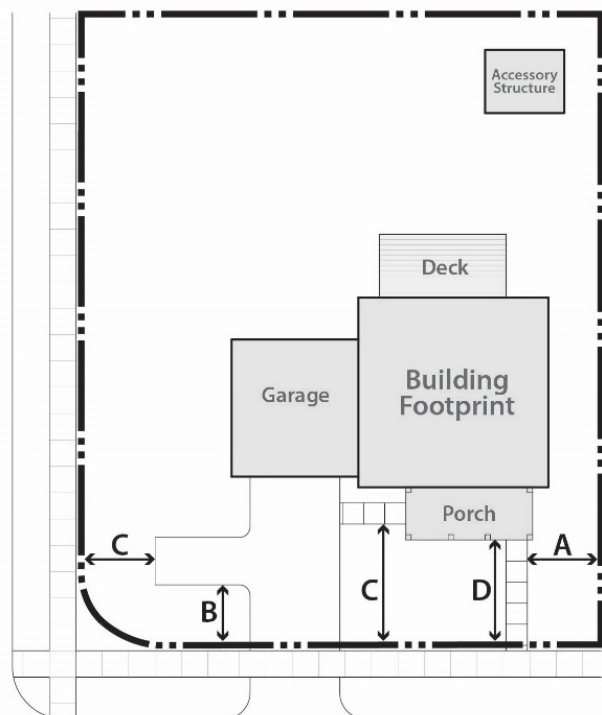 Accessory
Structure
Deck
Building
Footprint
Garage
Porch
C
A
B
C
D